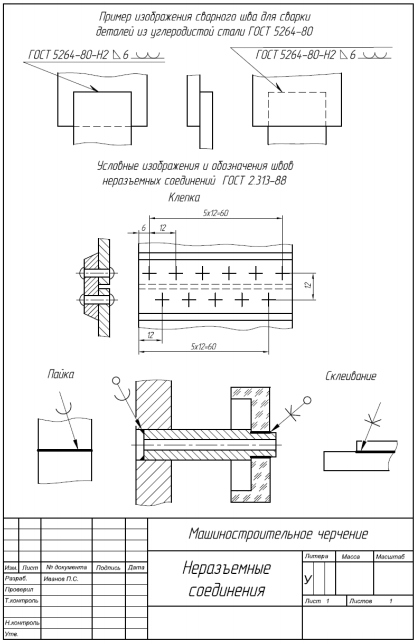 Пример изображения сварного шва для сварки
деталей из углеродистой стали ГОСТ 5264-80
ГОСТ 5264-80-Н2 6
ГОСТ 5264-80-Н2 6
Условные изображения и обозначения швов
неразъемных соединений ГОСТ 2.313-88
Клепка
5х12=60
6
12
12
12
5х12=60
Пайка
Склеивание
Машиностроительное черчение
Изм. Лист № документа Подпись Дата
Разраб. Иванов П.С.
Проверил
Т.контроль
Н.контроль
Утв.
Неразъемные
соединения
Литера Масса Масштаб
У
Лист 1 Листов 1